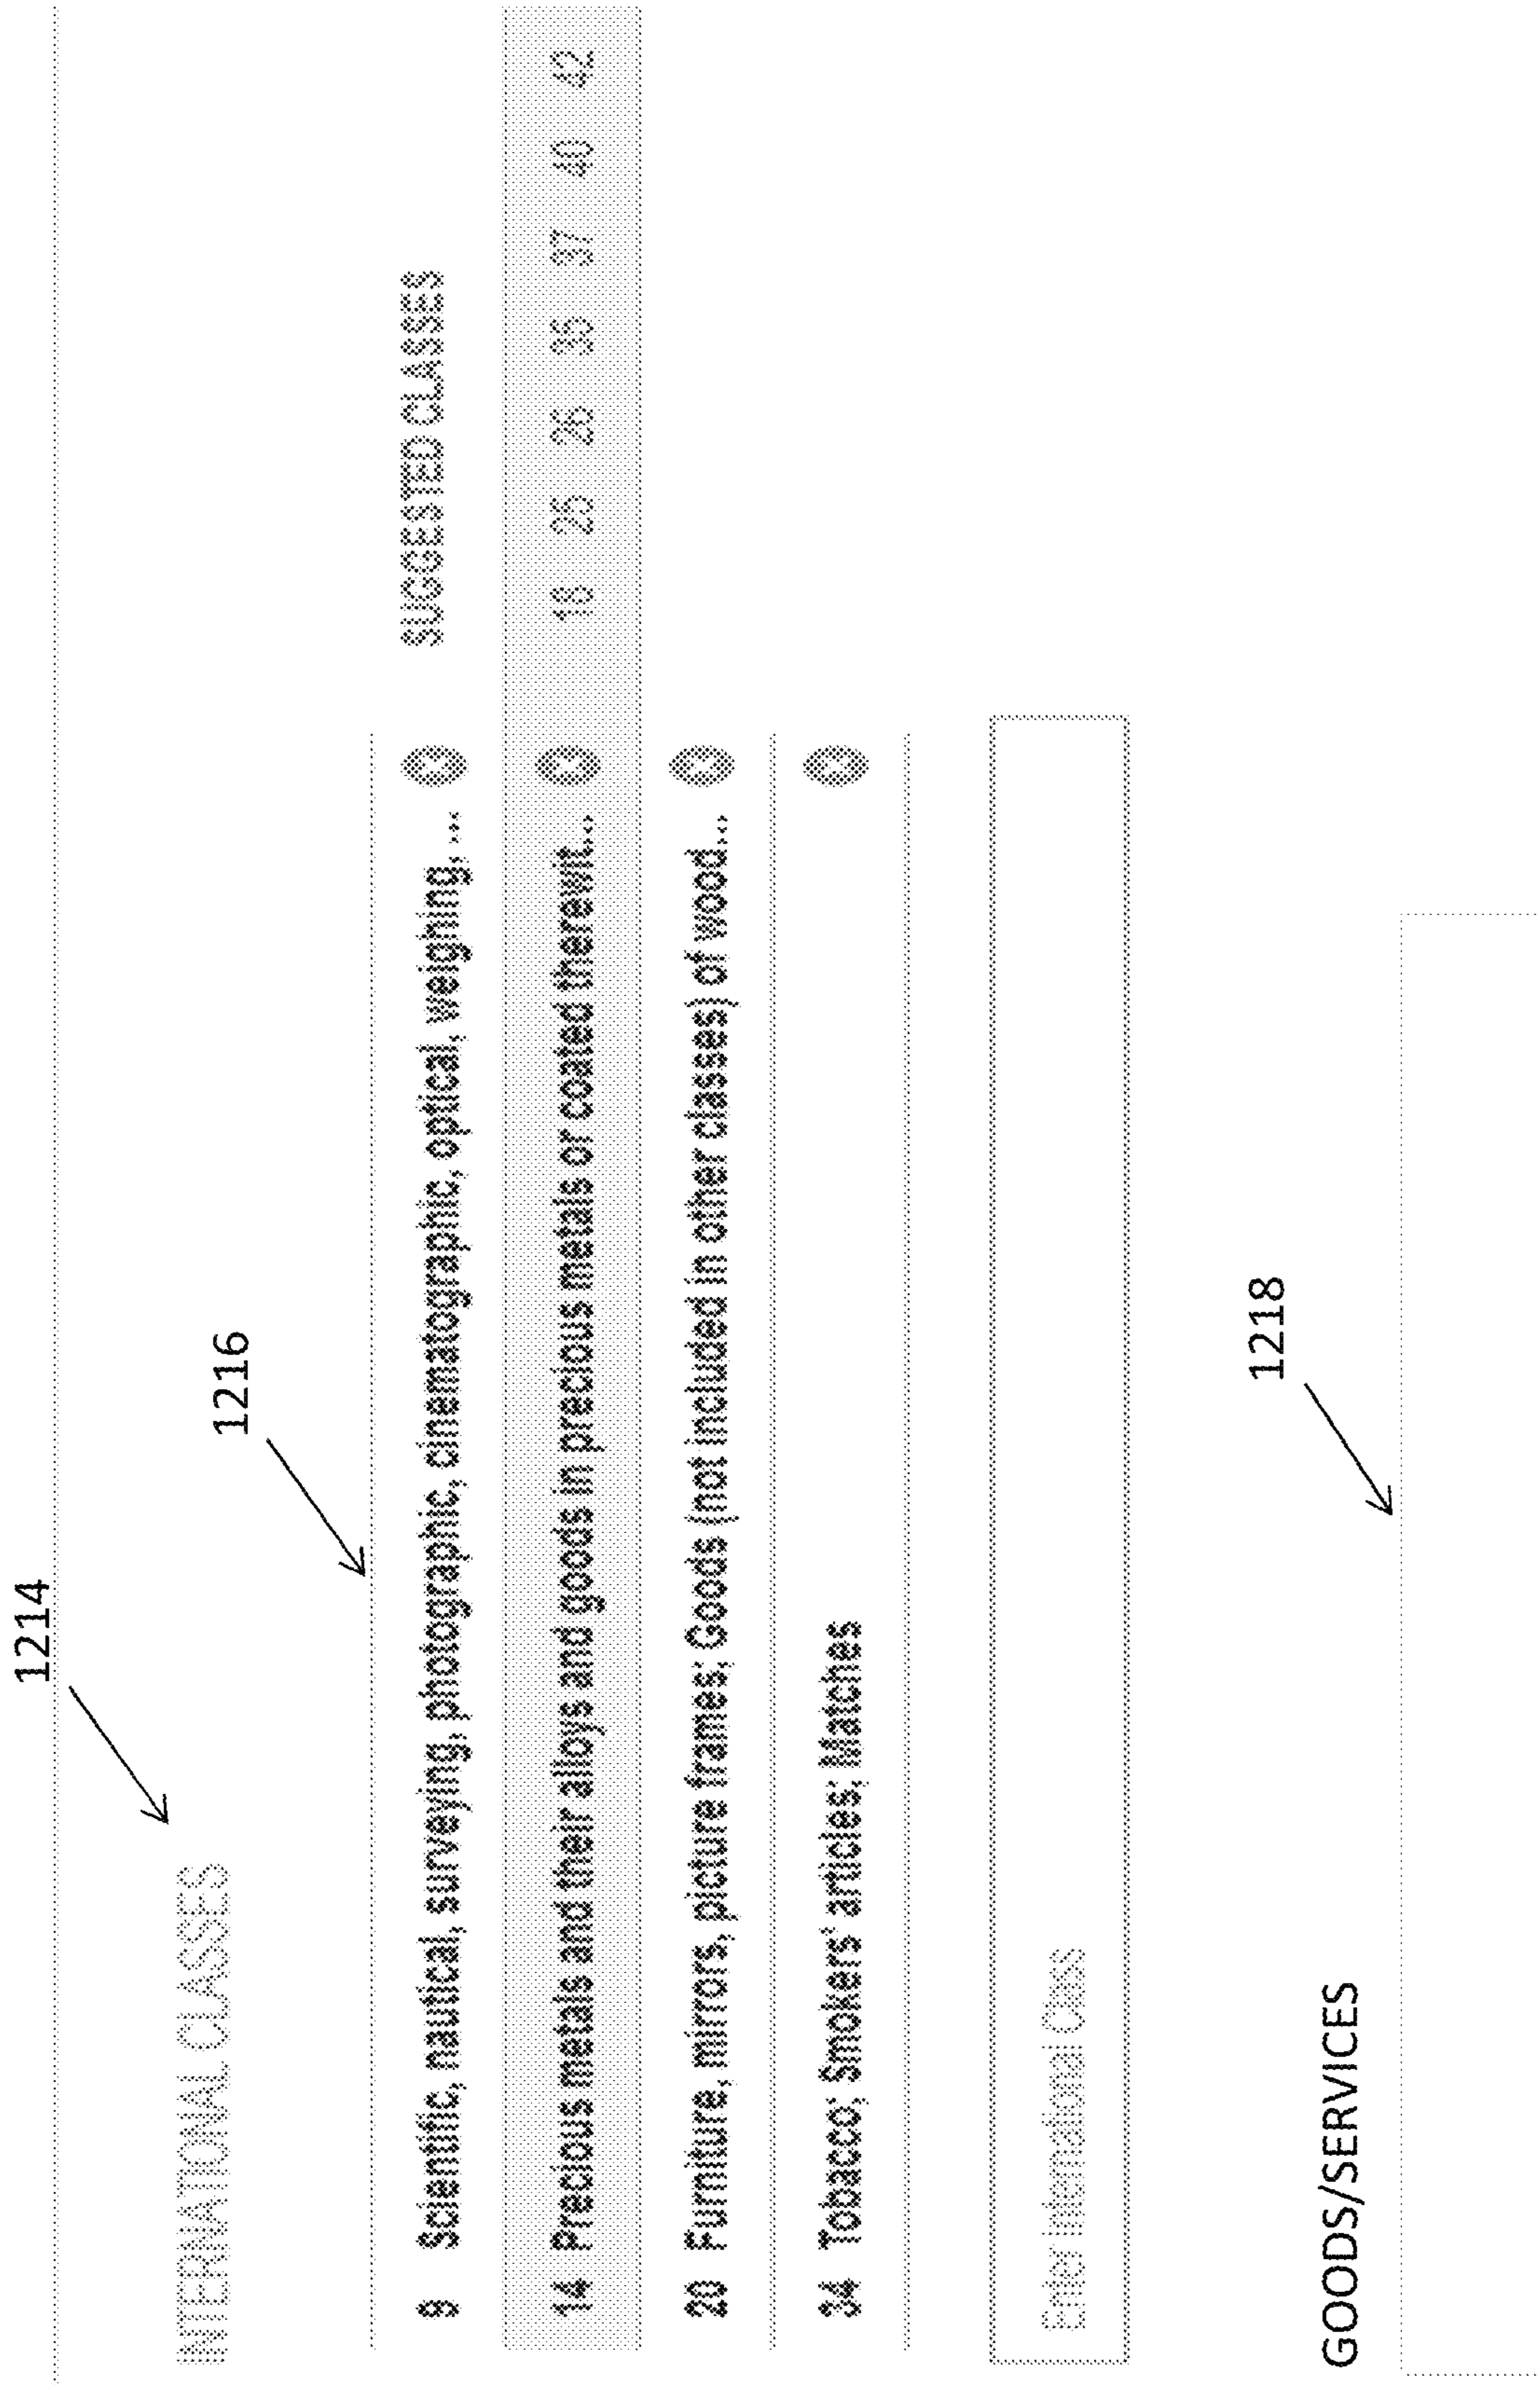 1214
INTERNATIONAL CLASSES
1216
9 Scientific, nautical, surveying, photographic, cinematographic, optical, weighing, ...
SUGGESTED CLASSES
14 Precious metals and their alloys and goods in precious metals or coated therewit...
18 25 26 35 37 40 42
20 Furniture, mirrors, picture frames; Goods (not included in other classes) of wood...
34 Tobacco; Smokers' articles; Matches
Enter International Class
1218
GOODS/SERVICES